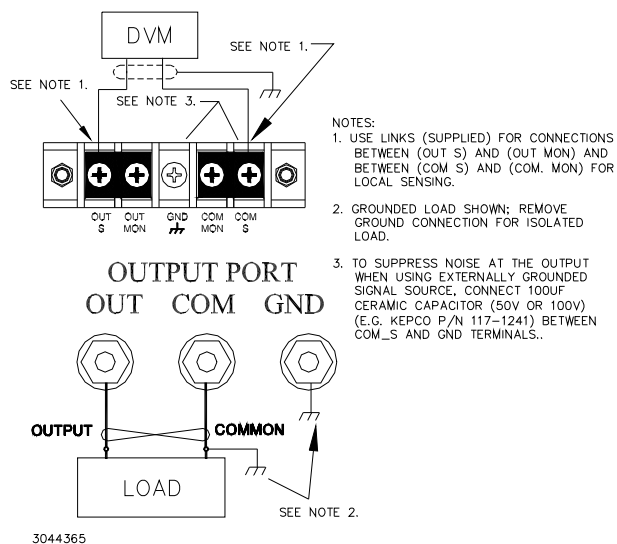 DVM
SEE NOTE 1.
SEE NOTE 1.
SEE NOTE 3.
OUT S
OUT MON
GND
COM MON
COM S
NOTES:
1. USE LINKS (SUPPLIED) FOR CONNECTIONS
BETWEEN (OUT S) AND (OUT MON) AND
BETWEEN (COM S) AND (COM. MON) FOR
LOCAL SENSING.
2. GROUNDED LOAD SHOWN; REMOVE
GROUND CONNECTION FOR ISOLATED
LOAD.
3. TO SUPPRESS NOISE AT THE OUTPUT
WHEN USING EXTERNALLY GROUNDED
SIGNAL SOURCE, CONNECT 100UF
CERAMIC CAPACITOR (50V OR 100V)
(E.G. KEPCO P/N 117-1241) BETWEEN
COM_S AND GND TERMINALS..
OUTPUT PORT
OUT COM GND
OUTPUT COMMON
LOAD
SEE NOTE 2.
3044365